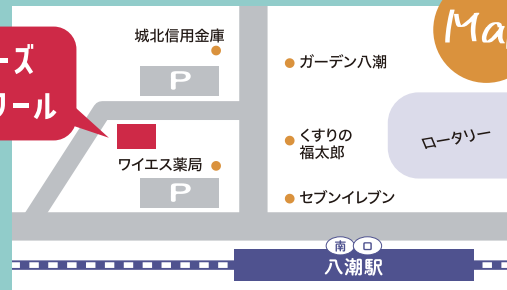 Ma
城北信用金庫
P
ガーデン八潮
ーズ
ール
くすりの
福太郎
ロータリー
ワイエス薬局
P
セブンイレブン
南 口
八潮駅